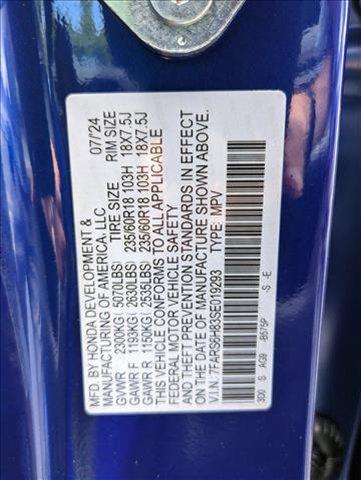 MFD. BY HONDA DEVELOPMENT & 07/24
MANUFACTURING OF AMERICA, LLC
TIRE SIZE RIM SIZE
GVWR 2300KG( 5070LBS)
GAWR F 1193KG( 2630LBS) 235/60R18 103H 18X7.5J
GAWR R 1150KG( 2535LBS) 235/60R18 103H 18X7.5J
THIS VEHICLE CONFORMS TO ALL APPLICABLE
FEDERAL MOTOR VEHICLE SAFETY
AND THEFT PREVENTION STANDARDS IN EFFECT
ON THE DATE OF MANUFACTURE SHOWN ABOVE.
V.I.N. 7FARS6H83SE019293 TYPE: MPV
300 S AG9 -B575P -S -E